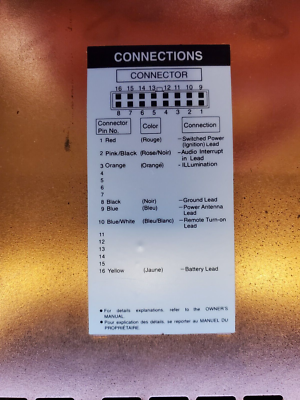 CONNECTIONS
CONNECTOR
16 15 14 13 12 11 10 9
8 7 6 5 4 3 2 1
Connector Pin No. Color Connection
1 Red (Rouge) –Switched Power
(Ignition) Lead
2 Pink/Black (Rose/Noir) –Audio Interrupt
in Lead
3 Orange (Orangé) –ILLumination
4
5
6
7
8 Black (Noir) –Ground Lead
9 Blue (Bleu) –Power Antenna
Lead
10 Blue/White (Bleu/Blanc) –Remote Turn-on
Lead
11
12
13
14
15
16 Yellow (Jaune) –Battery Lead
● For details explanations, refer to the OWNER'S
MANUAL
● Pour explication des détails, se reporter au MANUEL DU
PROPRIÉTAIRE